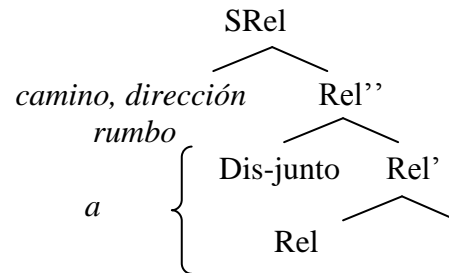 SRel
camino, dirección Rel’’
rumbo
Dis-junto Rel’
a
Rel